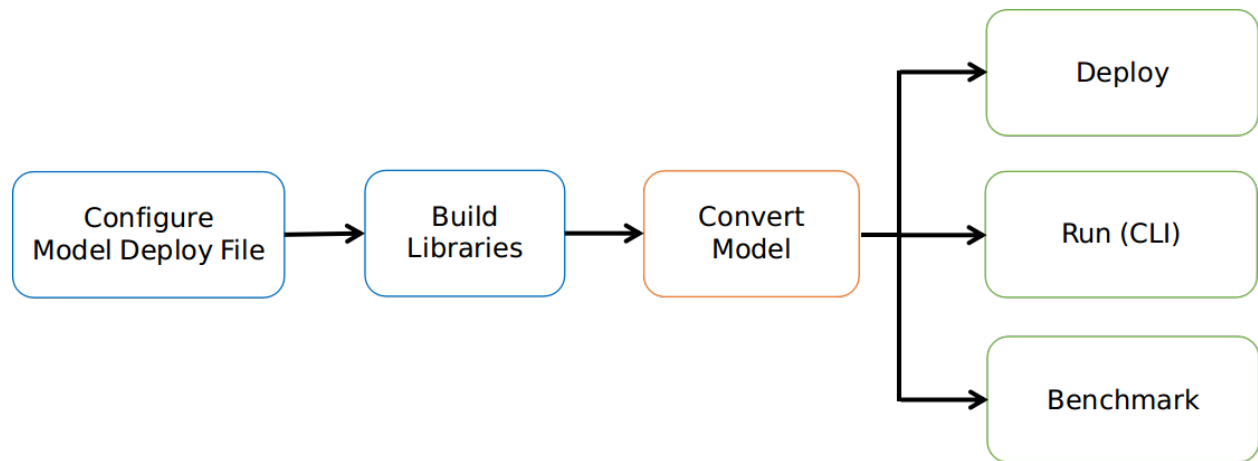 Configure
Model Deploy File
Build
Libraries
Convert
Model
Deploy
Run (CLI)
Benchmark